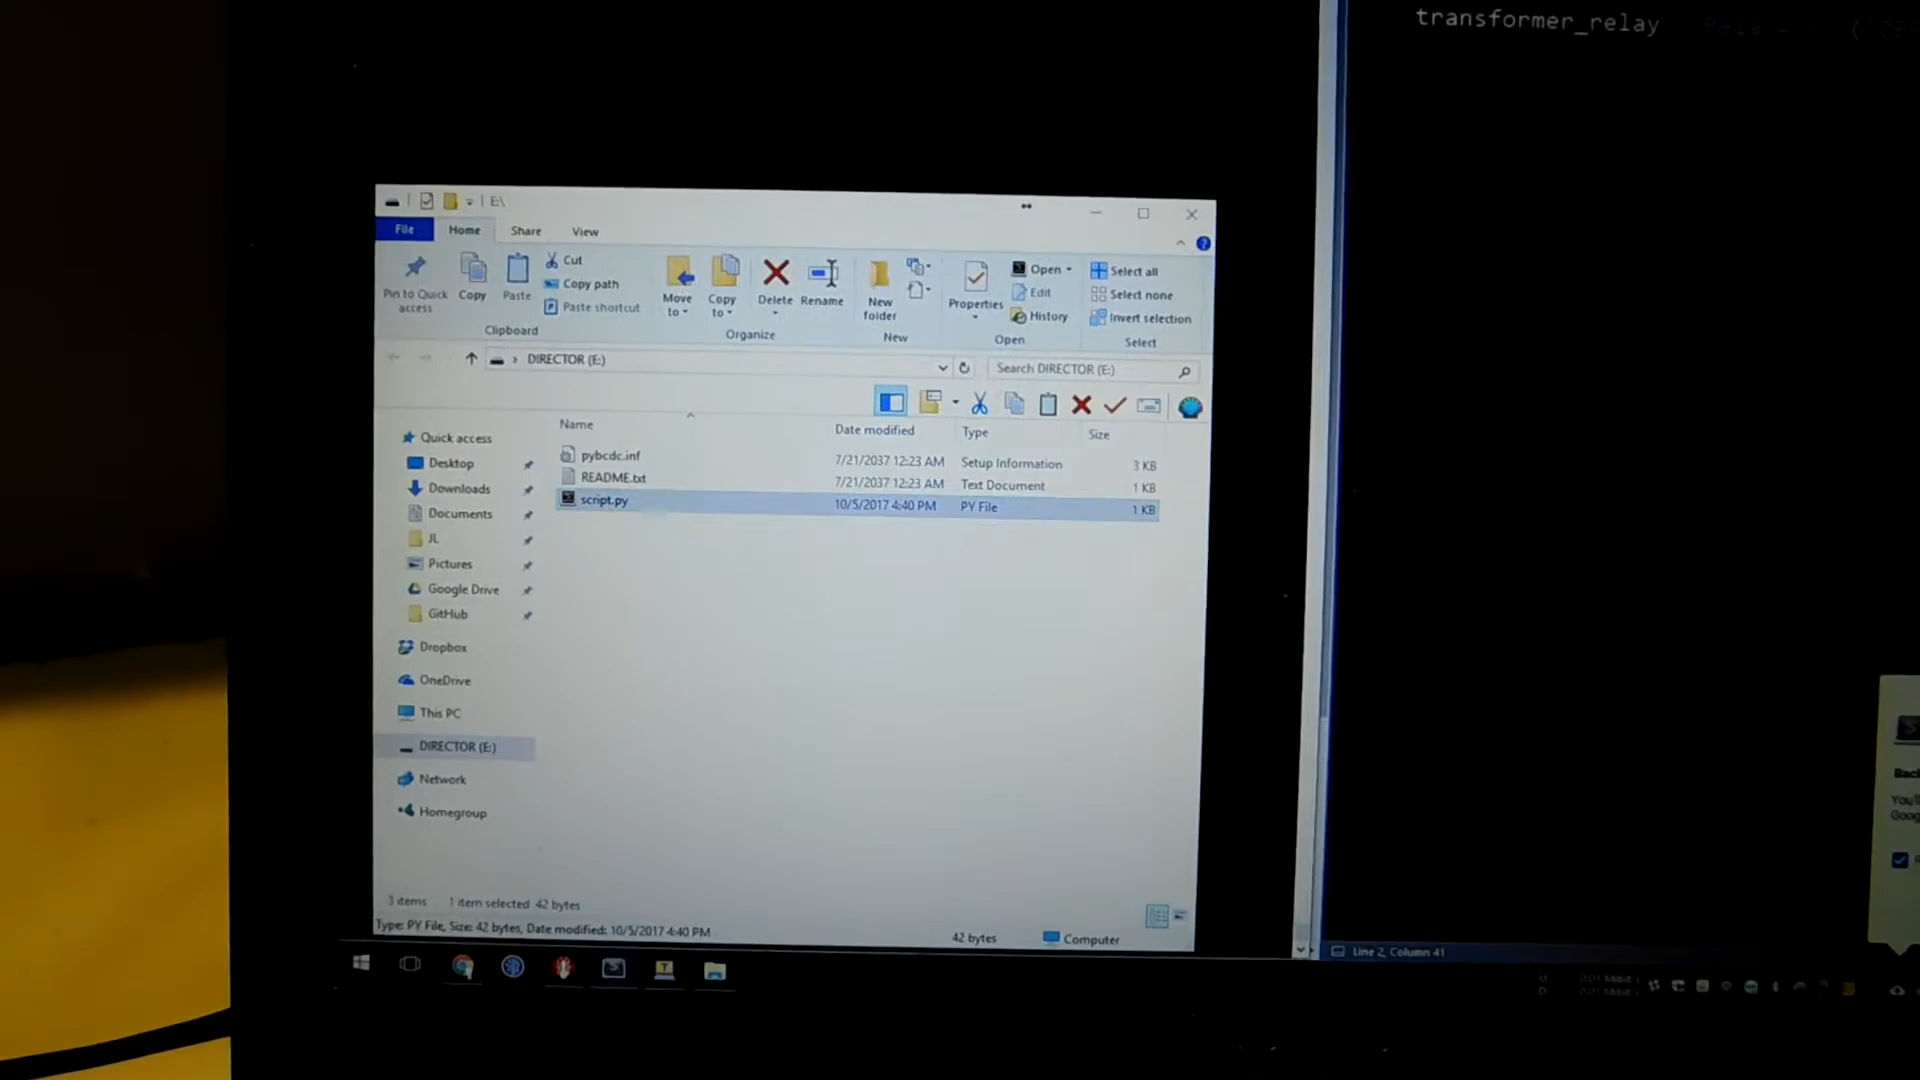 transformer_relay
E:\
File Home Share View
Pin to Quick access
Copy
Paste
Cut
Copy path
Paste shortcut
Clipboard
Move to
Copy to
Delete
Rename
Organize
New folder
New
Properties
Open
Edit
History
Open
Select all
Select none
Invert selection
Select
DIRECTOR (E:)
Search DIRECTOR (E:)
Name Date modified Type Size
pybcdc.inf 7/21/2037 12:23 AM Setup Information 3 KB
README.txt 7/21/2037 12:23 AM Text Document 1 KB
script.py 10/5/2017 4:40 PM PY File 1 KB
Quick access
Desktop
Downloads
Documents
JL
Pictures
Google Drive
GitHub
Dropbox
OneDrive
This PC
DIRECTOR (E:)
Network
Homegroup
3 items 1 item selected 42 bytes
Type: PY File, Size: 42 bytes, Date modified: 10/5/2017 4:40 PM
42 bytes
Computer
Line 2, Column 41